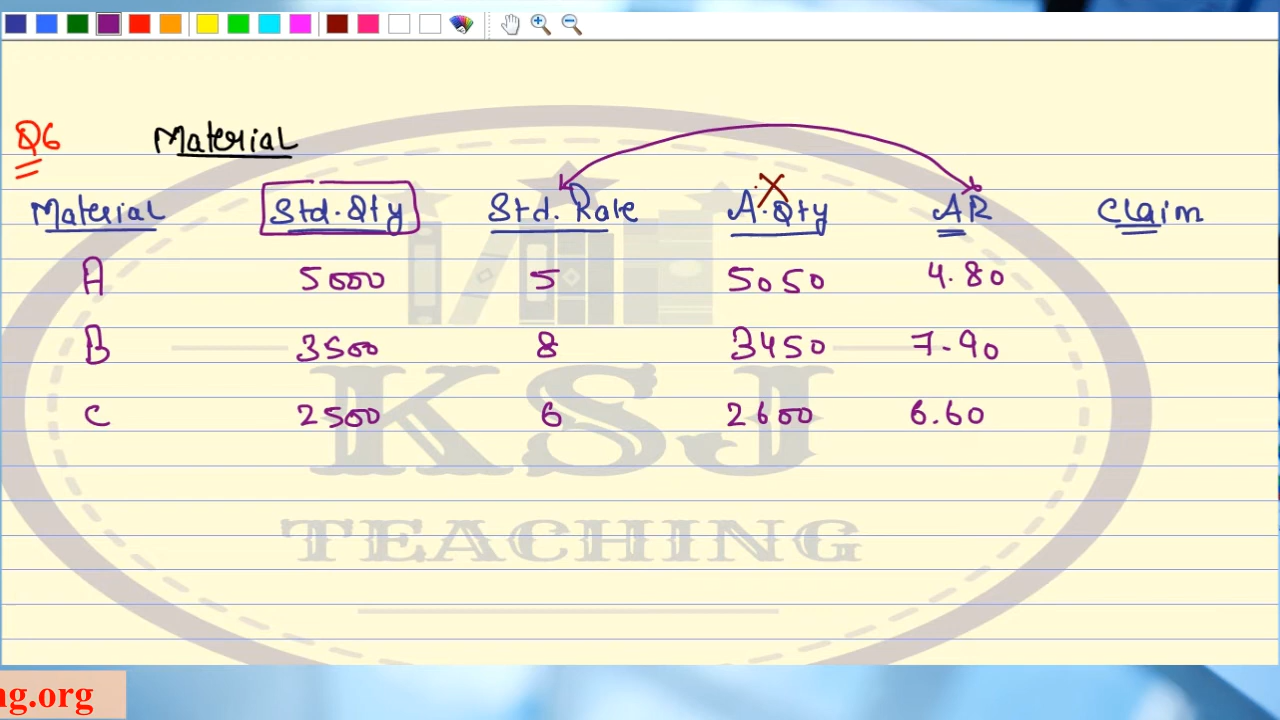 Q6 Material
Material Std. Qty Std. Rate A. Qty AR Claim
A 5000 5 5050 4.80
B 3500 8 3450 7.90
C 2500 6 2600 6.60
KSJ
TEACHING
ng.org